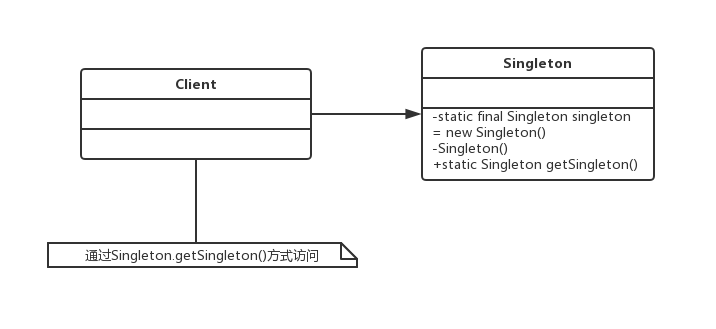 Client
Singleton
-static final Singleton singleton
= new Singleton()
-Singleton()
+static Singleton getSingleton()
通过Singleton.getSingleton()方式访问